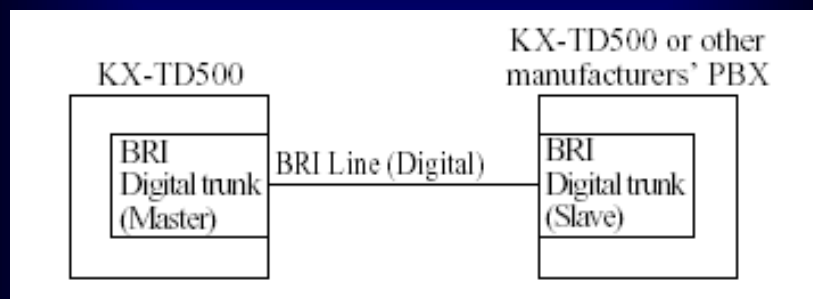 KX-TD500
BRI
Digital trunk
(Master)
BRI Line (Digital)
KX-TD500 or other
manufacturers’ PBX
BRI
Digital trunk
(Slave)